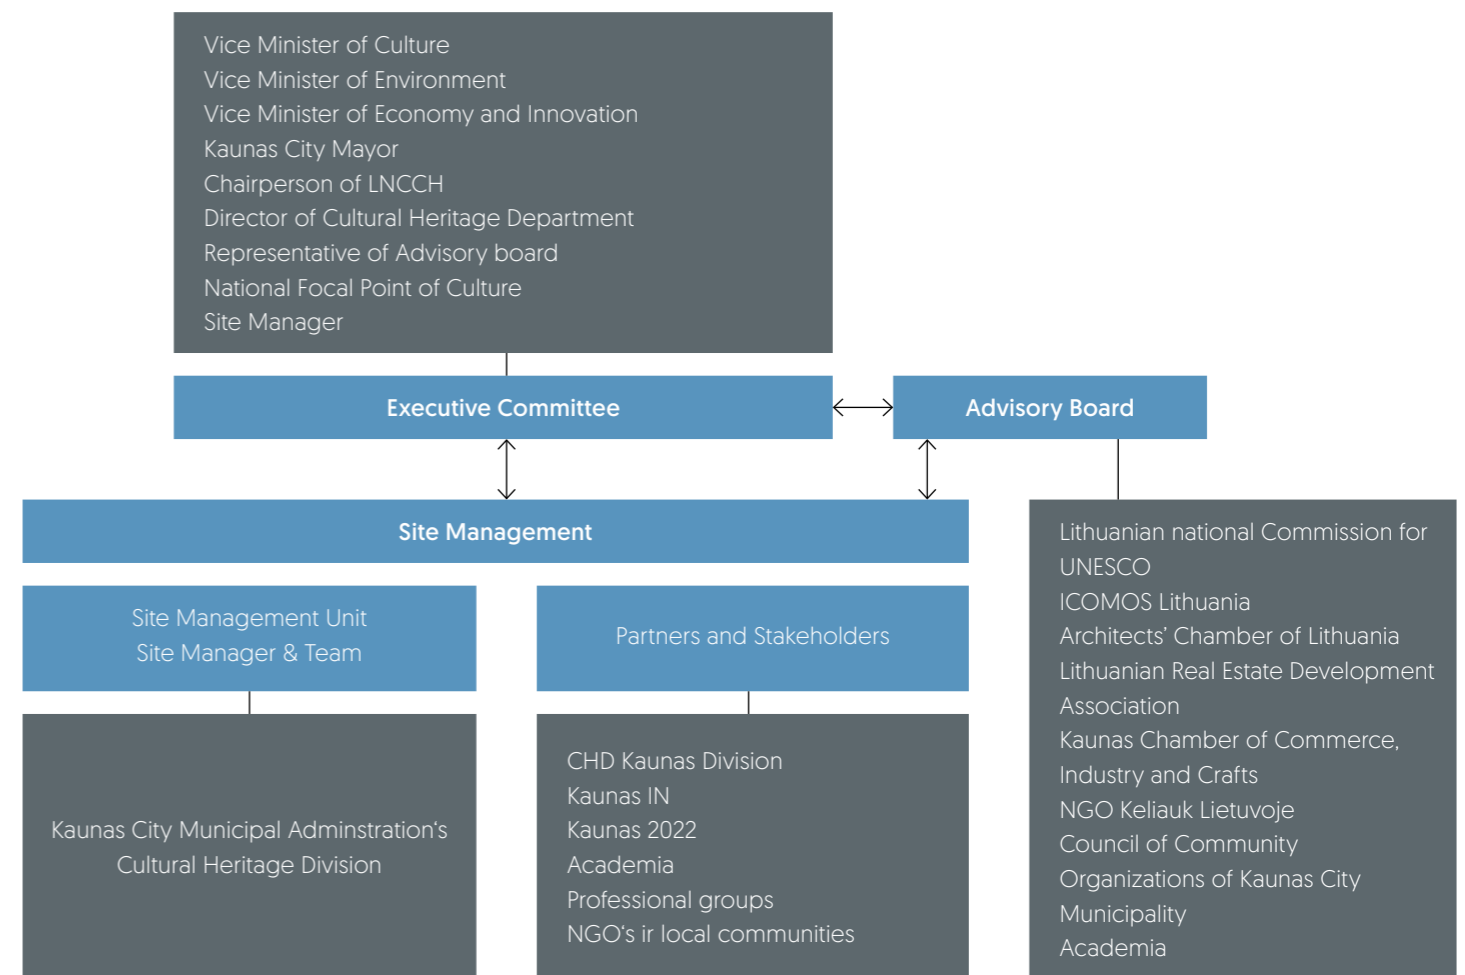 Vice Minister of Culture
Vice Minister of Environment
Vice Minister of Economy and Innovation
Kaunas City Mayor
Chairperson of LNCCH
Director of Cultural Heritage Department
Representative of Advisory board
National Focal Point of Culture
Site Manager
Executive Committee
Advisory Board
Site Management
Site Management Unit
Site Manager & Team
Partners and Stakeholders
Kaunas City Municipal Adminstration‘s
Cultural Heritage Division
CHD Kaunas Division
Kaunas IN
Kaunas 2022
Academia
Professional groups
NGO‘s ir local communities
Lithuanian national Commission for
UNESCO
ICOMOS Lithuania
Architects’ Chamber of Lithuania
Lithuanian Real Estate Development
Association
Kaunas Chamber of Commerce,
Industry and Crafts
NGO Keliauk Lietuvoje
Council of Community
Organizations of Kaunas City
Municipality
Academia